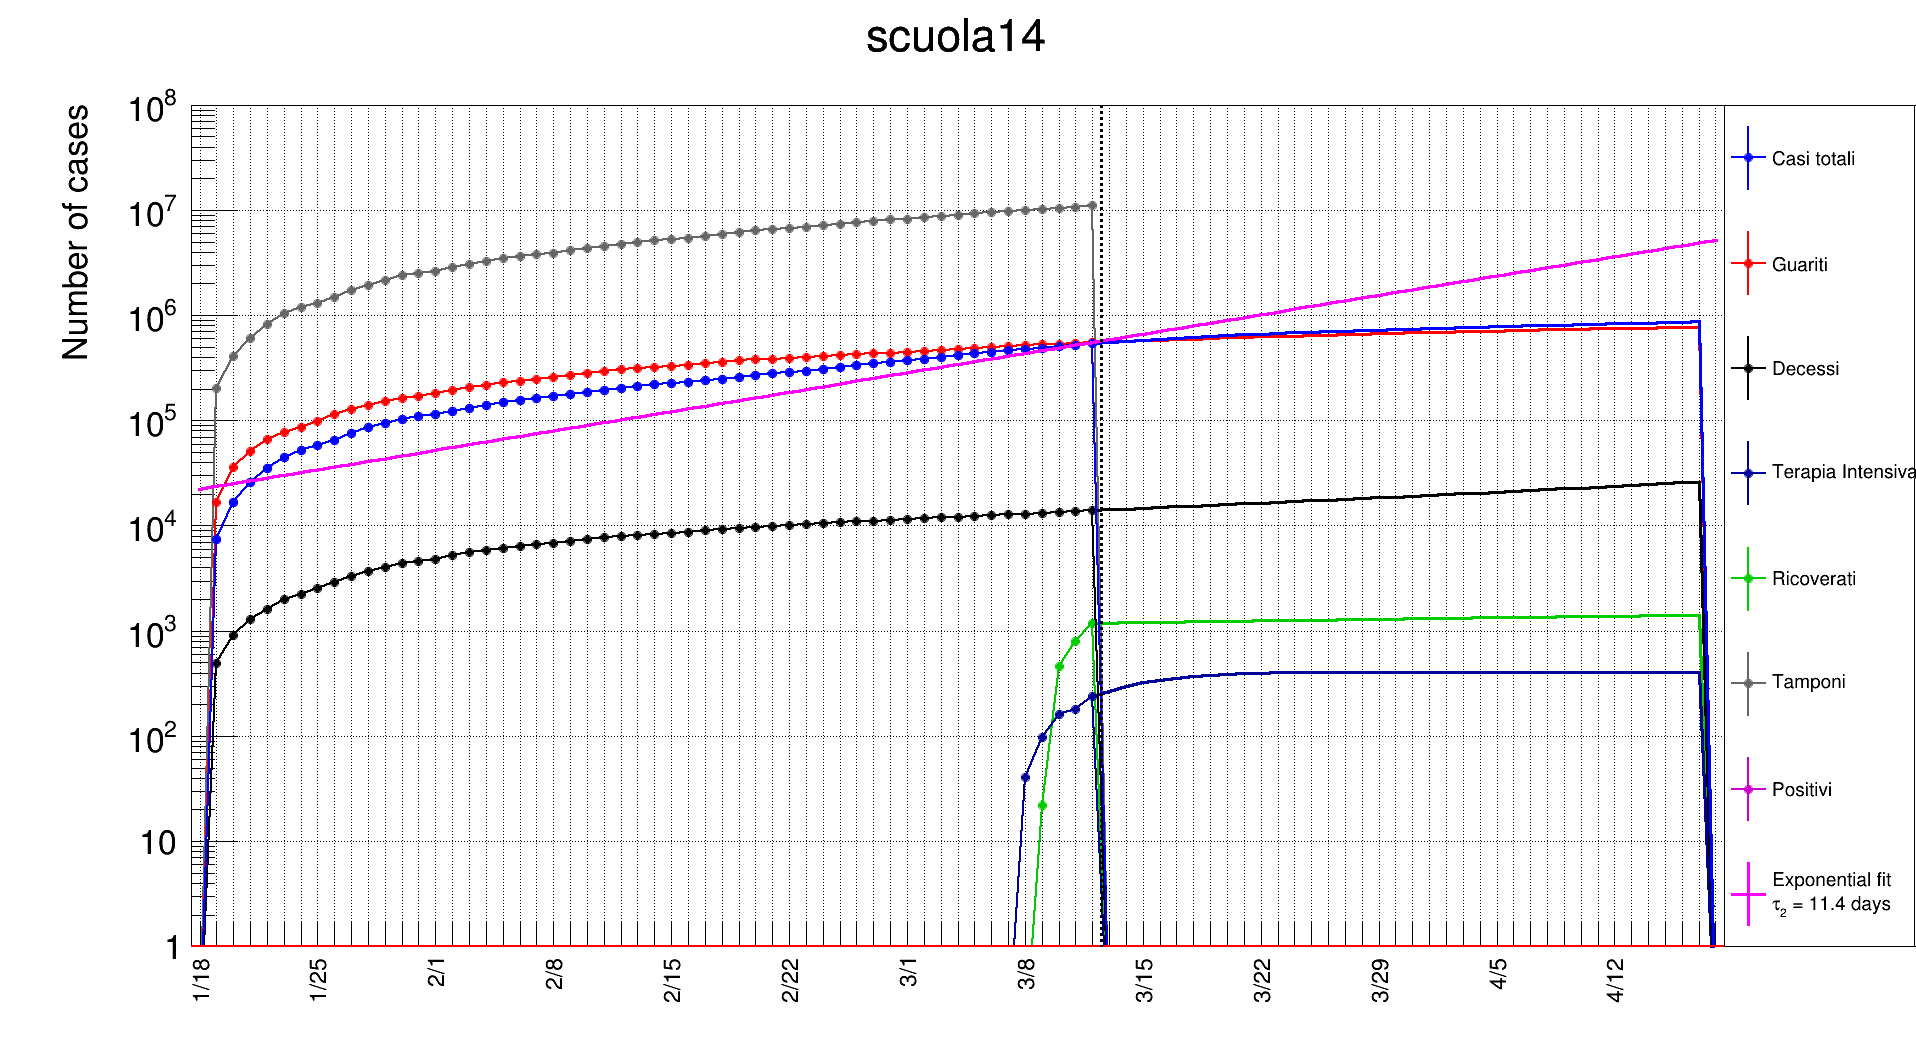 scuola14
Number of cases
10^8
10^7
10^6
10^5
10^4
10^3
10^2
10
1
1/18
1/25
2/1
2/8
2/15
2/22
3/1
3/8
3/15
3/22
3/29
4/5
4/12
Casi totali
Guariti
Decessi
Terapia Intensiva
Ricoverati
Tamponi
Positivi
Exponential fit
τ₂ = 11.4 days